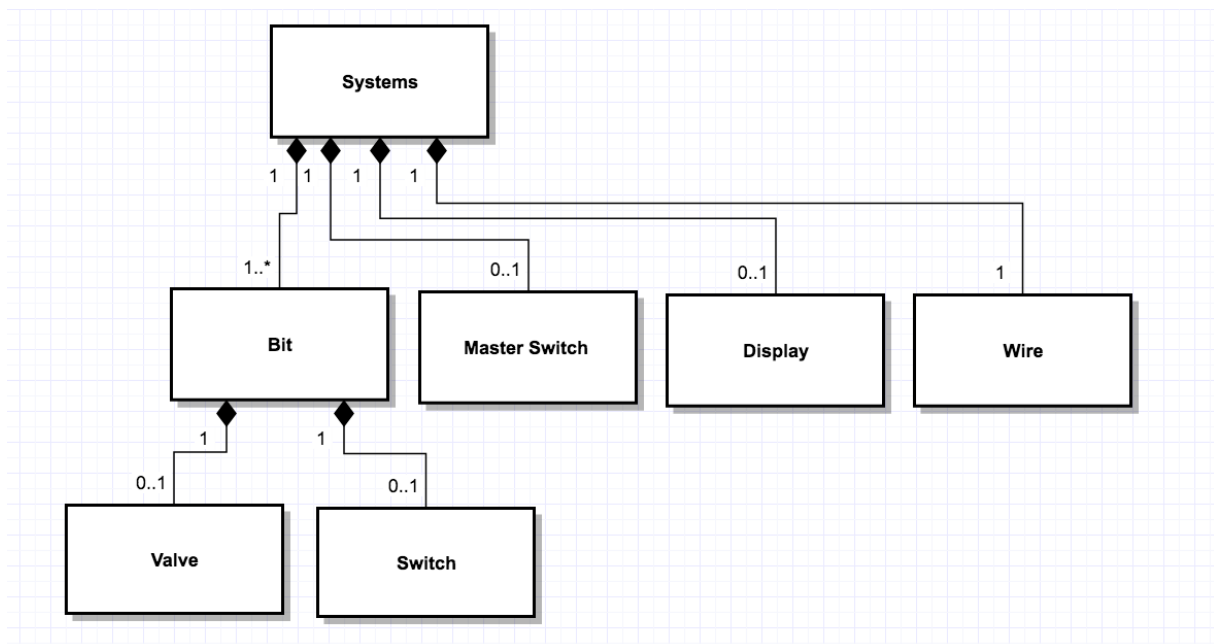 Systems
1 1 1 1
1..*
0..1
0..1
1
Bit
Master Switch
Display
Wire
1
1
0..1
0..1
Valve
Switch